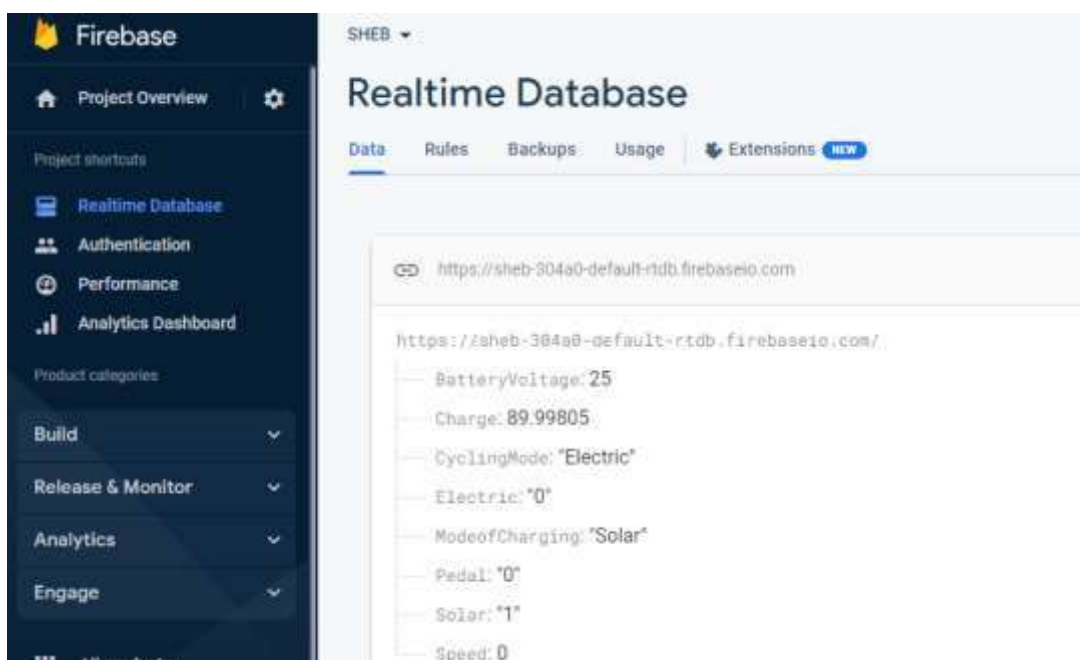 Firebase
Project Overview
Project shortcuts
Realtime Database
Authentication
Performance
Analytics Dashboard
Product categories
Build
Release & Monitor
Analytics
Engage
SHEB
Realtime Database
Data Rules Backups Usage Extensions NEW
https://sheb-304a0-default-rtdb.firebaseio.com
https://sheb-304a0-default-rtdb.firebaseio.com/
BatteryVoltage: 25
Charge: 89.99805
CyclingMode: "Electric"
Electric: "0"
ModeofCharging: "Solar"
Pedal: "0"
Solar: "1"
Speed: 0